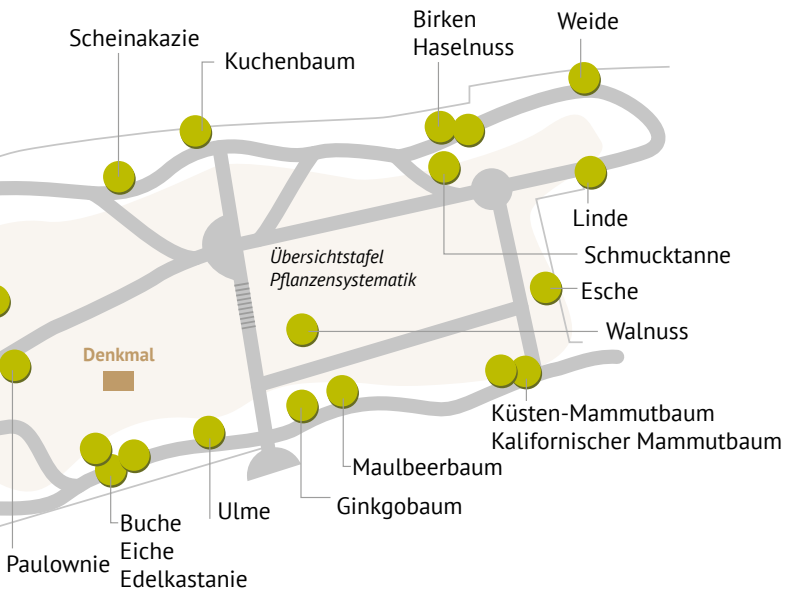 Birken
Haselnuss
Weide
Scheinakazie
Kuchenbaum
Linde
Schmucktanne
Übersichtstafel
Pflanzensystematik
Esche
Walnuss
Denkmal
Küsten-Mammutbaum
Kalifornischer Mammutbaum
Maulbeerbaum
Ginkgobaum
Ulme
Buche
Eiche
Edelkastanie
Paulownie